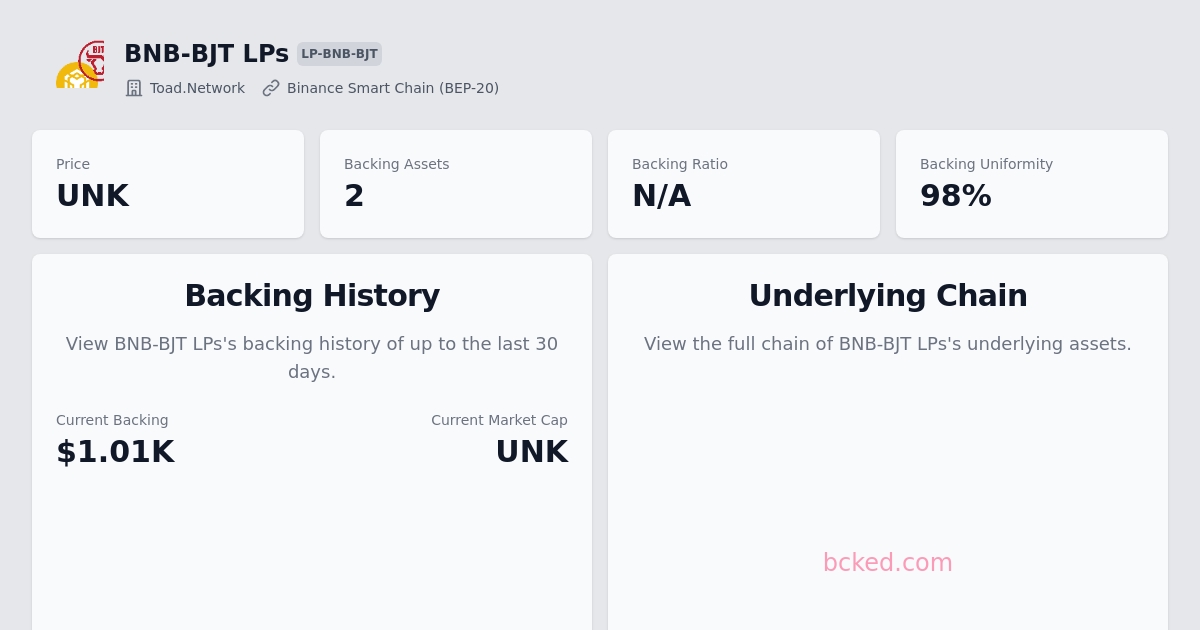 BJT
BNB-BJT LPs LP-BNB-BJT
Toad.Network Binance Smart Chain (BEP-20)
Price
UNK
Backing Assets
2
Backing Ratio
N/A
Backing Uniformity
98%
Backing History
View BNB-BJT LPs's backing history of up to the last 30
days.
Current Backing
$1.01K
Current Market Cap
UNK
Underlying Chain
View the full chain of BNB-BJT LPs's underlying assets.
bcked.com